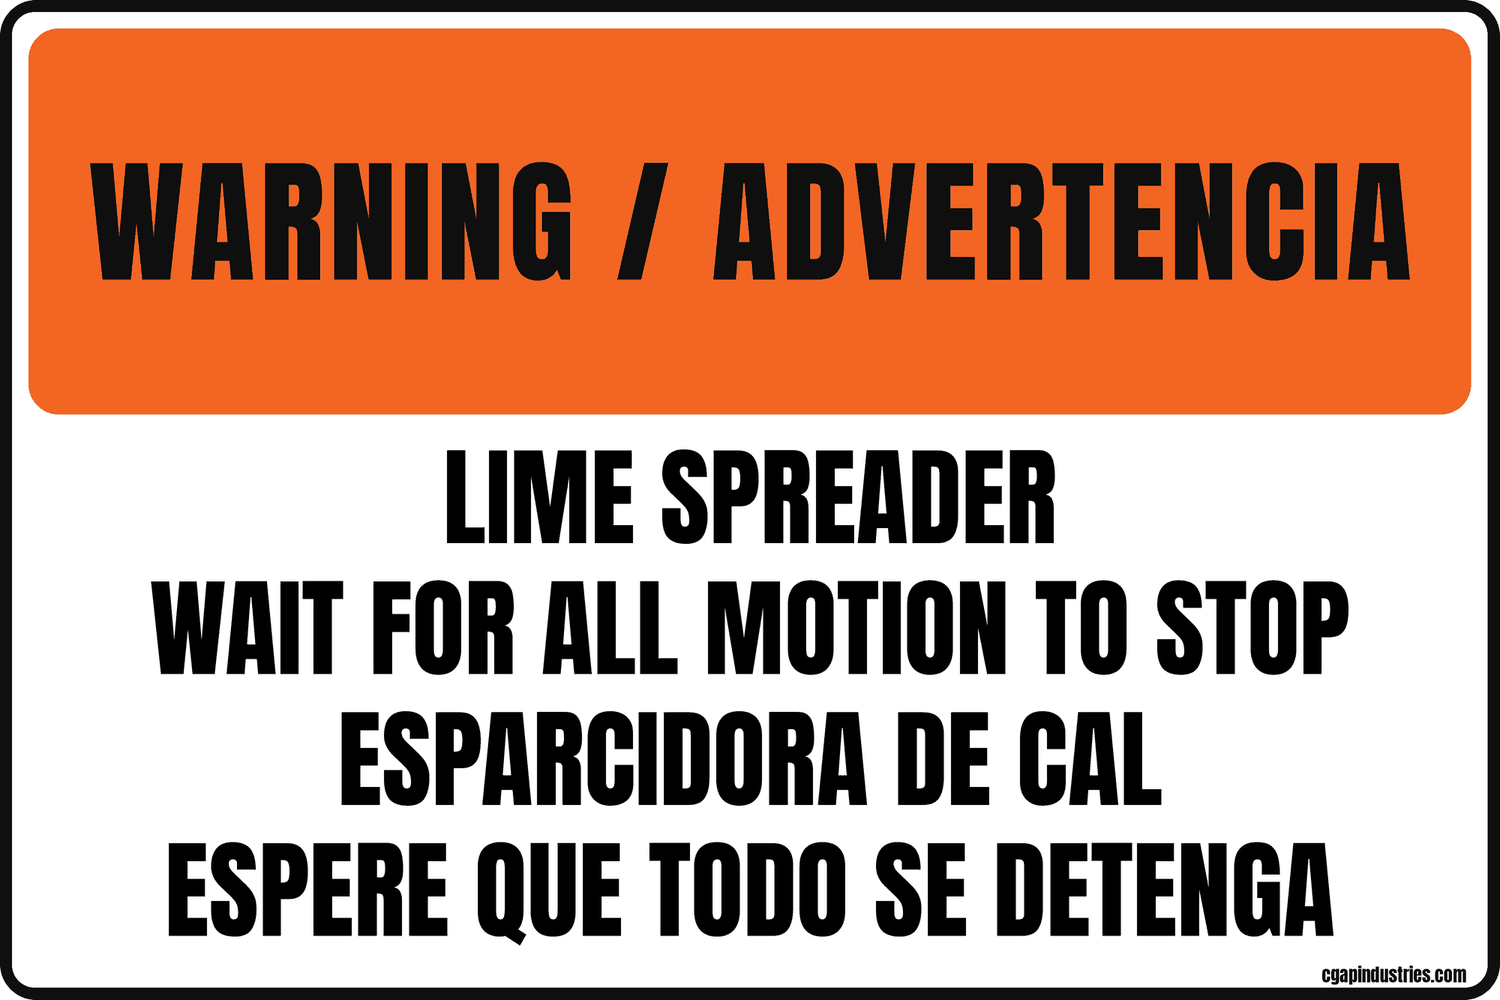 WARNING / ADVERTENCIA
LIME SPREADER
WAIT FOR ALL MOTION TO STOP
ESPARCIDORA DE CAL
ESPERE QUE TODO SE DETENGA
cgapindustries.com